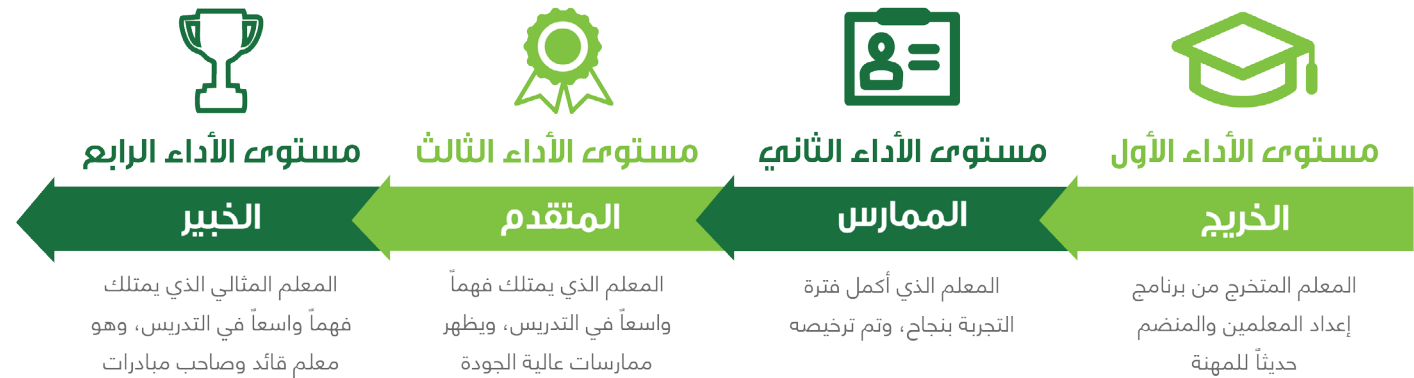 مستوى الأداء الأول
الخريج
المعلم المتخرج من برنامج
إعداد المعلمين والمنضم
حديثاً للمهنة
مستوى الأداء الثاني
الممارس
المعلم الذي أكمل فترة
التجربة بنجاح، وتم ترخيصه
مستوى الأداء الثالث
المتقدم
المعلم الذي يمتلك فهماً
واسعاً في التدريس، ويظهر
ممارسات عالية الجودة
مستوى الأداء الرابع
الخبير
المعلم المثالي الذي يمتلك
فهماً واسعاً في التدريس، وهو
معلم قائد وصاحب مبادرات